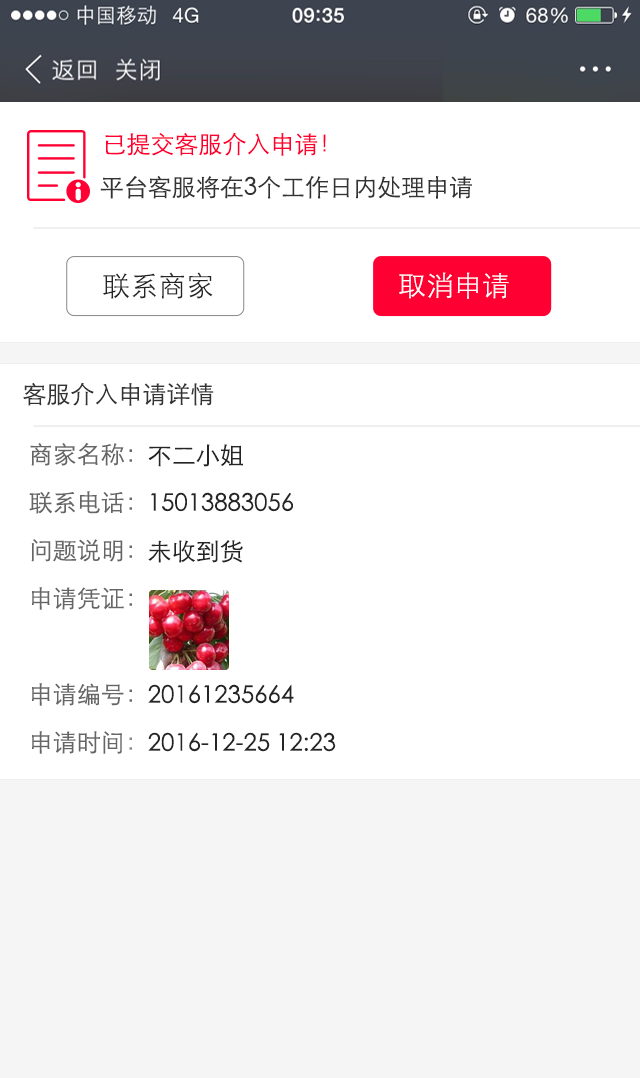 中国移动 4G 09:35 68%
返回 关闭
已提交客服介入申请！
平台客服将在3个工作日内处理申请
联系商家 取消申请
客服介入申请详情
商家名称：不二小姐
联系电话：15013883056
问题说明：未收到货
申请凭证：
申请编号：20161235664
申请时间：2016-12-25 12:23